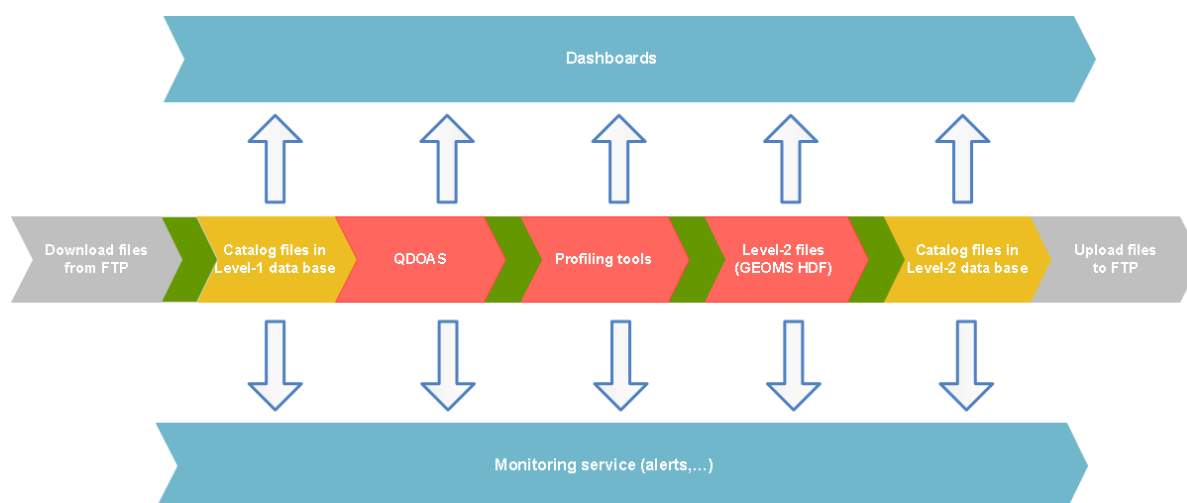 Dashboards
Download files
from FTP
Catalog files in
Level-1 data base
QDOAS
Profiling tools
Level-2 files
(GEOMS HDF)
Catalog files in
Level-2 data base
Upload files
to FTP
Monitoring service (alerts,...)